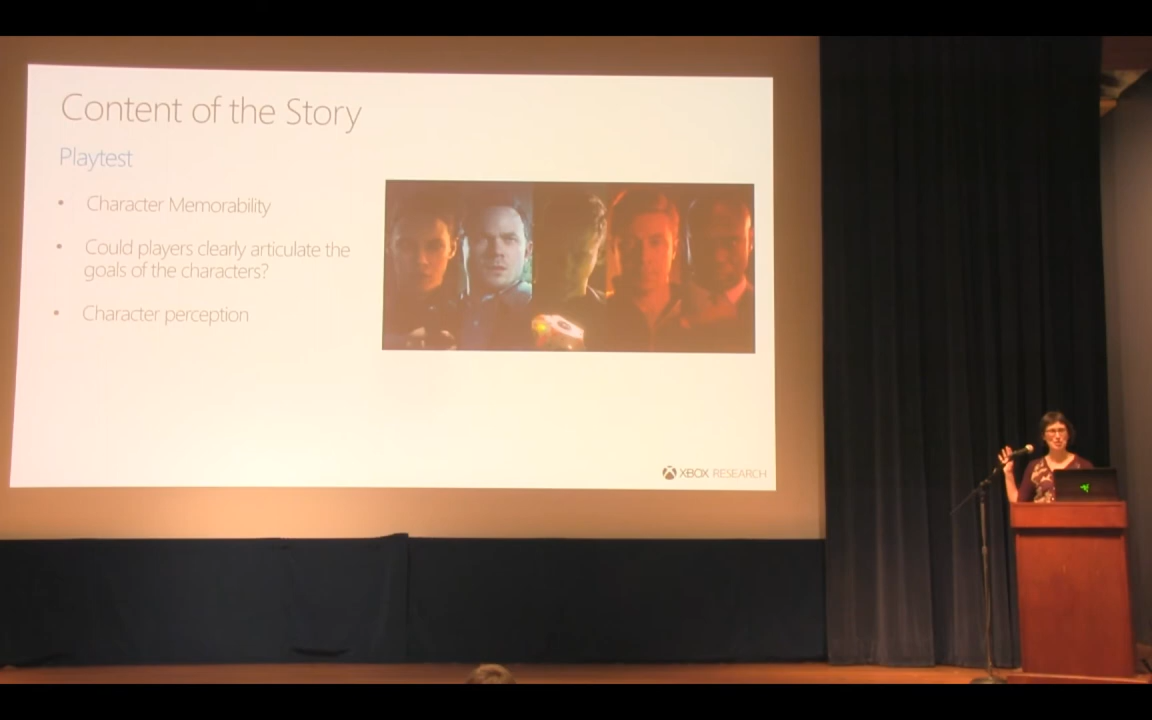 Content of the Story
Playtest
• Character Memorability
• Could players clearly articulate the
goals of the characters?
• Character perception
XBOX RESEARCH